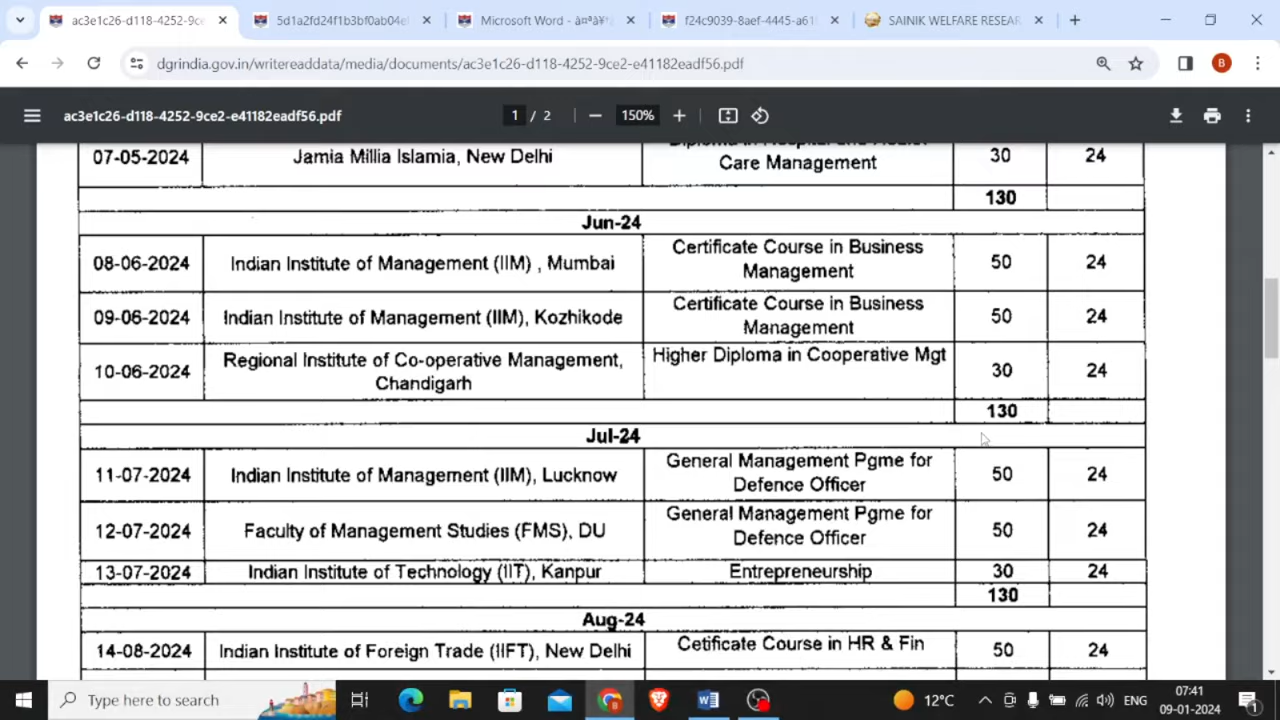 ac3e1c26-d118-4252-9ce
5d1a2fd24f1b3bf0ab04el
Microsoft Word - à¤ªà¥
f24c9039-8aef-4445-a61
SAINIK WELFARE RESEAR
dgrindia.gov.in/writereaddata/media/documents/ac3e1c26-d118-4252-9ce2-e41182eadf56.pdf
B
ac3e1c26-d118-4252-9ce2-e41182eadf56.pdf
1 / 2
150%
07-05-2024 Jamia Millia Islamia, New Delhi
Care Management
30 24
130
Jun-24
08-06-2024 Indian Institute of Management (IIM) , Mumbai
Certificate Course in Business
Management
50 24
09-06-2024 Indian Institute of Management (IIM), Kozhikode
Certificate Course in Business
Management
50 24
10-06-2024
Regional Institute of Co-operative Management,
Chandigarh
Higher Diploma in Cooperative Mgt
30 24
130
Jul-24
11-07-2024 Indian Institute of Management (IIM), Lucknow
General Management Pgme for
Defence Officer
50 24
12-07-2024 Faculty of Management Studies (FMS), DU
General Management Pgme for
Defence Officer
50 24
13-07-2024 Indian Institute of Technology (IIT), Kanpur Entrepreneurship 30 24
130
Aug-24
14-08-2024 Indian Institute of Foreign Trade (IIFT), New Delhi Cetificate Course in HR & Fin 50 24
Type here to search
12°C
ENG
07:41
09-01-2024
1